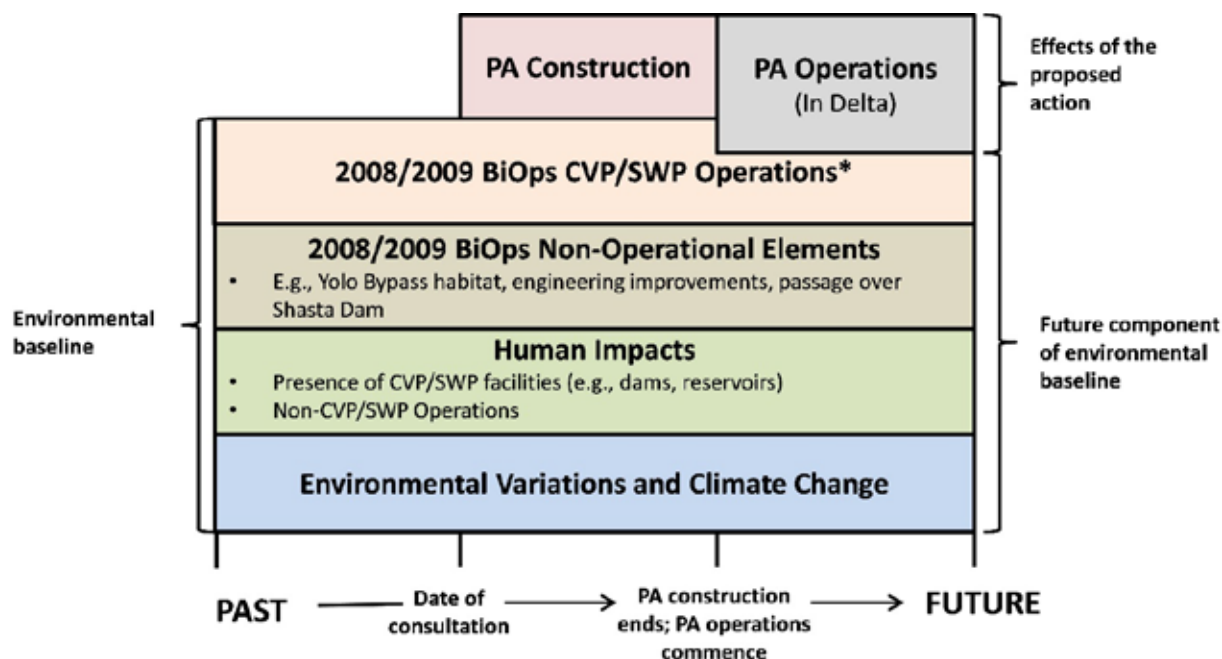 PA Construction
PA Operations
(In Delta)
Effects of the
proposed
action
2008/2009 BiOps CVP/SWP Operations*
2008/2009 BiOps Non-Operational Elements
• E.g., Yolo Bypass habitat, engineering improvements, passage over
Shasta Dam
Environmental
baseline
Human Impacts
• Presence of CVP/SWP facilities (e.g., dams, reservoirs)
• Non-CVP/SWP Operations
Future component
of environmental
baseline
Environmental Variations and Climate Change
PAST
Date of
consultation
PA construction
ends; PA operations
commence
FUTURE